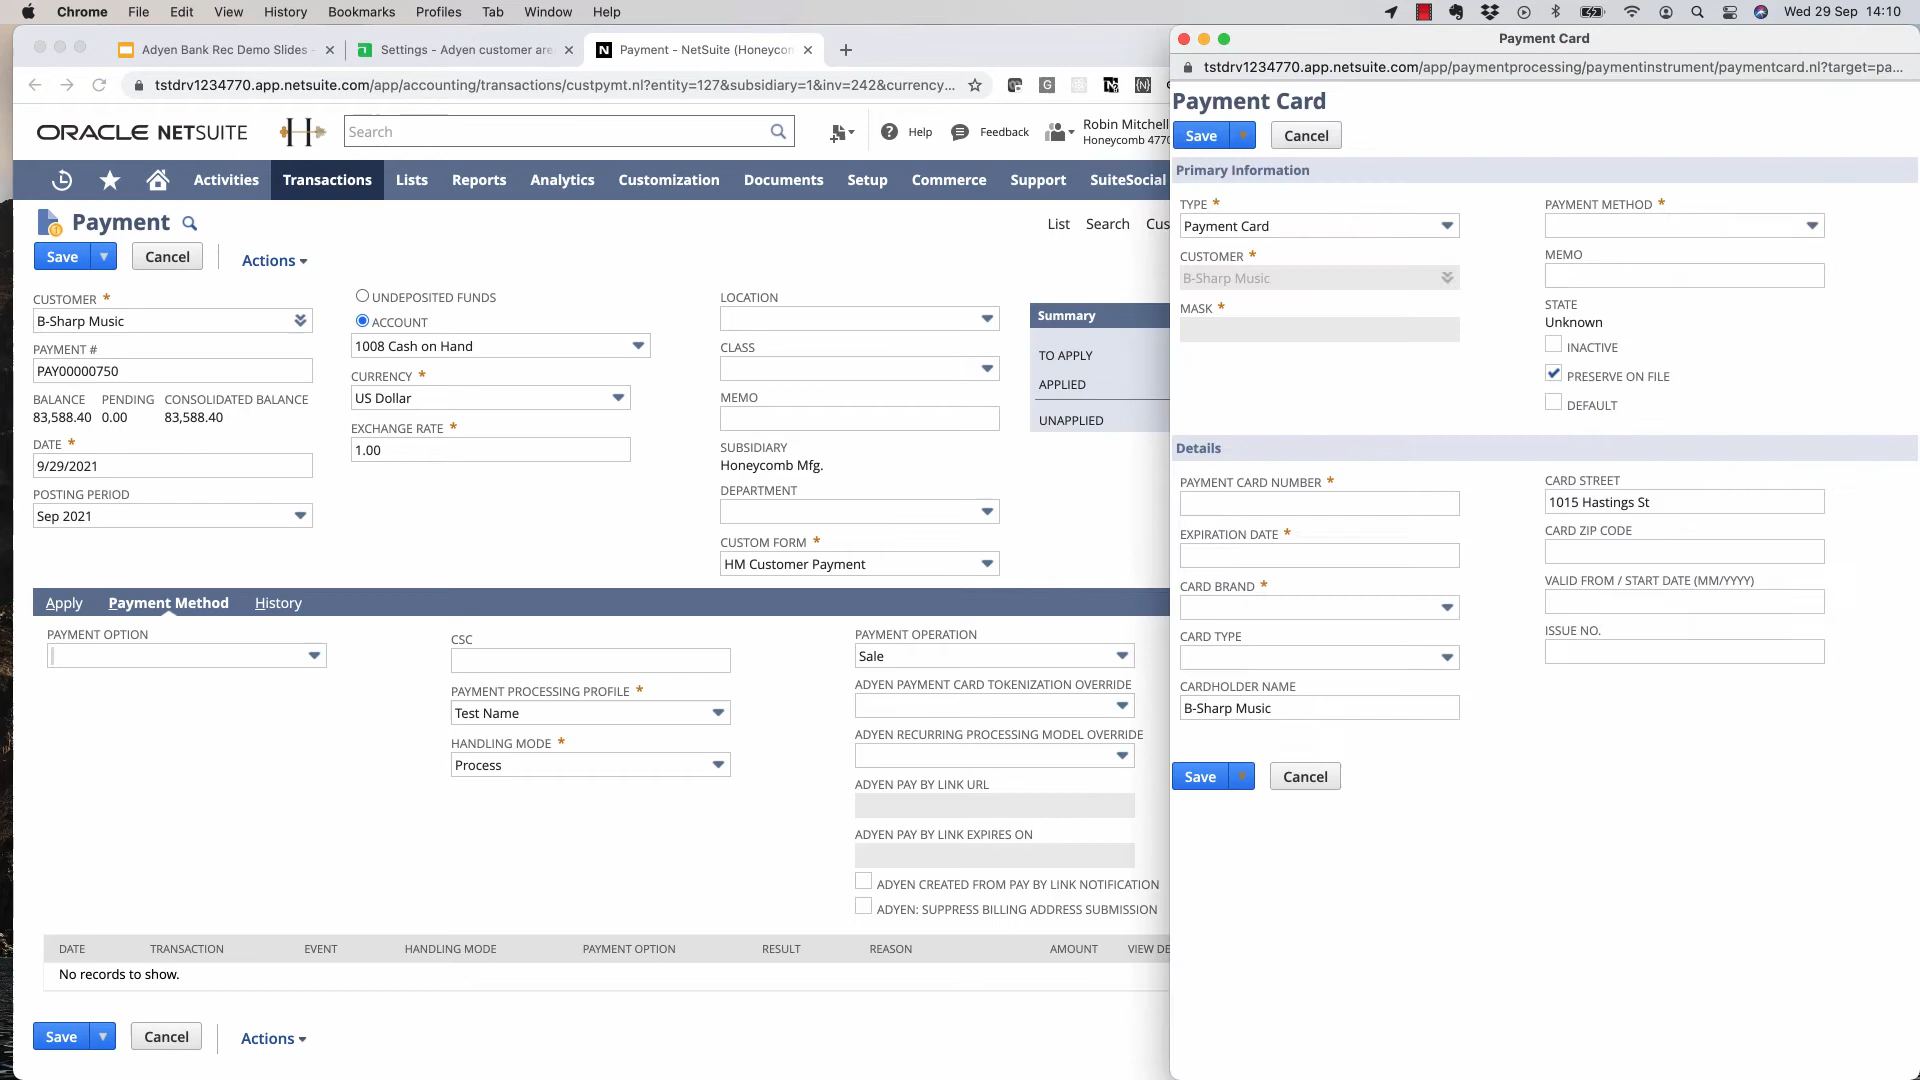 Chrome File Edit View History Bookmarks Profiles Tab Window Help Wed 29 Sep 14:10
Adyen Bank Rec Demo Slides - Settings - Adyen customer are N Payment - NetSuite (Honeycon
tstdrv1234770.app.netsuite.com/app/accounting/transactions/custpymt.nl?entity=127&subsidiary=1&inv=242&currency...
ORACLE NETSUITE Search Help Feedback Robin Mitchell
Honeycomb 4770
Activities Transactions Lists Reports Analytics Customization Documents Setup Commerce Support SuiteSocial
Payment List Search Cus
Save Cancel Actions
CUSTOMER *
B-Sharp Music
PAYMENT #
PAY00000750
BALANCE PENDING CONSOLIDATED BALANCE
83,588.40 0.00 83,588.40
DATE *
9/29/2021
POSTING PERIOD
Sep 2021
UNDEPOSITED FUNDS
ACCOUNT
1008 Cash on Hand
CURRENCY *
US Dollar
EXCHANGE RATE *
1.00
LOCATION
CLASS
MEMO
SUBSIDIARY
Honeycomb Mfg.
DEPARTMENT
CUSTOM FORM *
HM Customer Payment
Summary
TO APPLY
APPLIED
UNAPPLIED
Apply Payment Method History
PAYMENT OPTION
CSC
PAYMENT PROCESSING PROFILE *
Test Name
HANDLING MODE *
Process
PAYMENT OPERATION
Sale
ADYEN PAYMENT CARD TOKENIZATION OVERRIDE
ADYEN RECURRING PROCESSING MODEL OVERRIDE
ADYEN PAY BY LINK URL
ADYEN PAY BY LINK EXPIRES ON
ADYEN CREATED FROM PAY BY LINK NOTIFICATION
ADYEN: SUPPRESS BILLING ADDRESS SUBMISSION
DATE TRANSACTION EVENT HANDLING MODE PAYMENT OPTION RESULT REASON AMOUNT VIEW DE
No records to show.
Save Cancel Actions
Payment Card
tstdrv1234770.app.netsuite.com/app/paymentprocessing/paymentinstrument/paymentcard.nl?target=pa...
Payment Card
Save Cancel
Primary Information
TYPE *
Payment Card
CUSTOMER *
B-Sharp Music
MASK *
PAYMENT METHOD *
MEMO
STATE
Unknown
INACTIVE
PRESERVE ON FILE
DEFAULT
Details
PAYMENT CARD NUMBER *
EXPIRATION DATE *
CARD BRAND *
CARD TYPE
CARDHOLDER NAME
B-Sharp Music
CARD STREET
1015 Hastings St
CARD ZIP CODE
VALID FROM / START DATE (MM/YYYY)
ISSUE NO.
Save Cancel